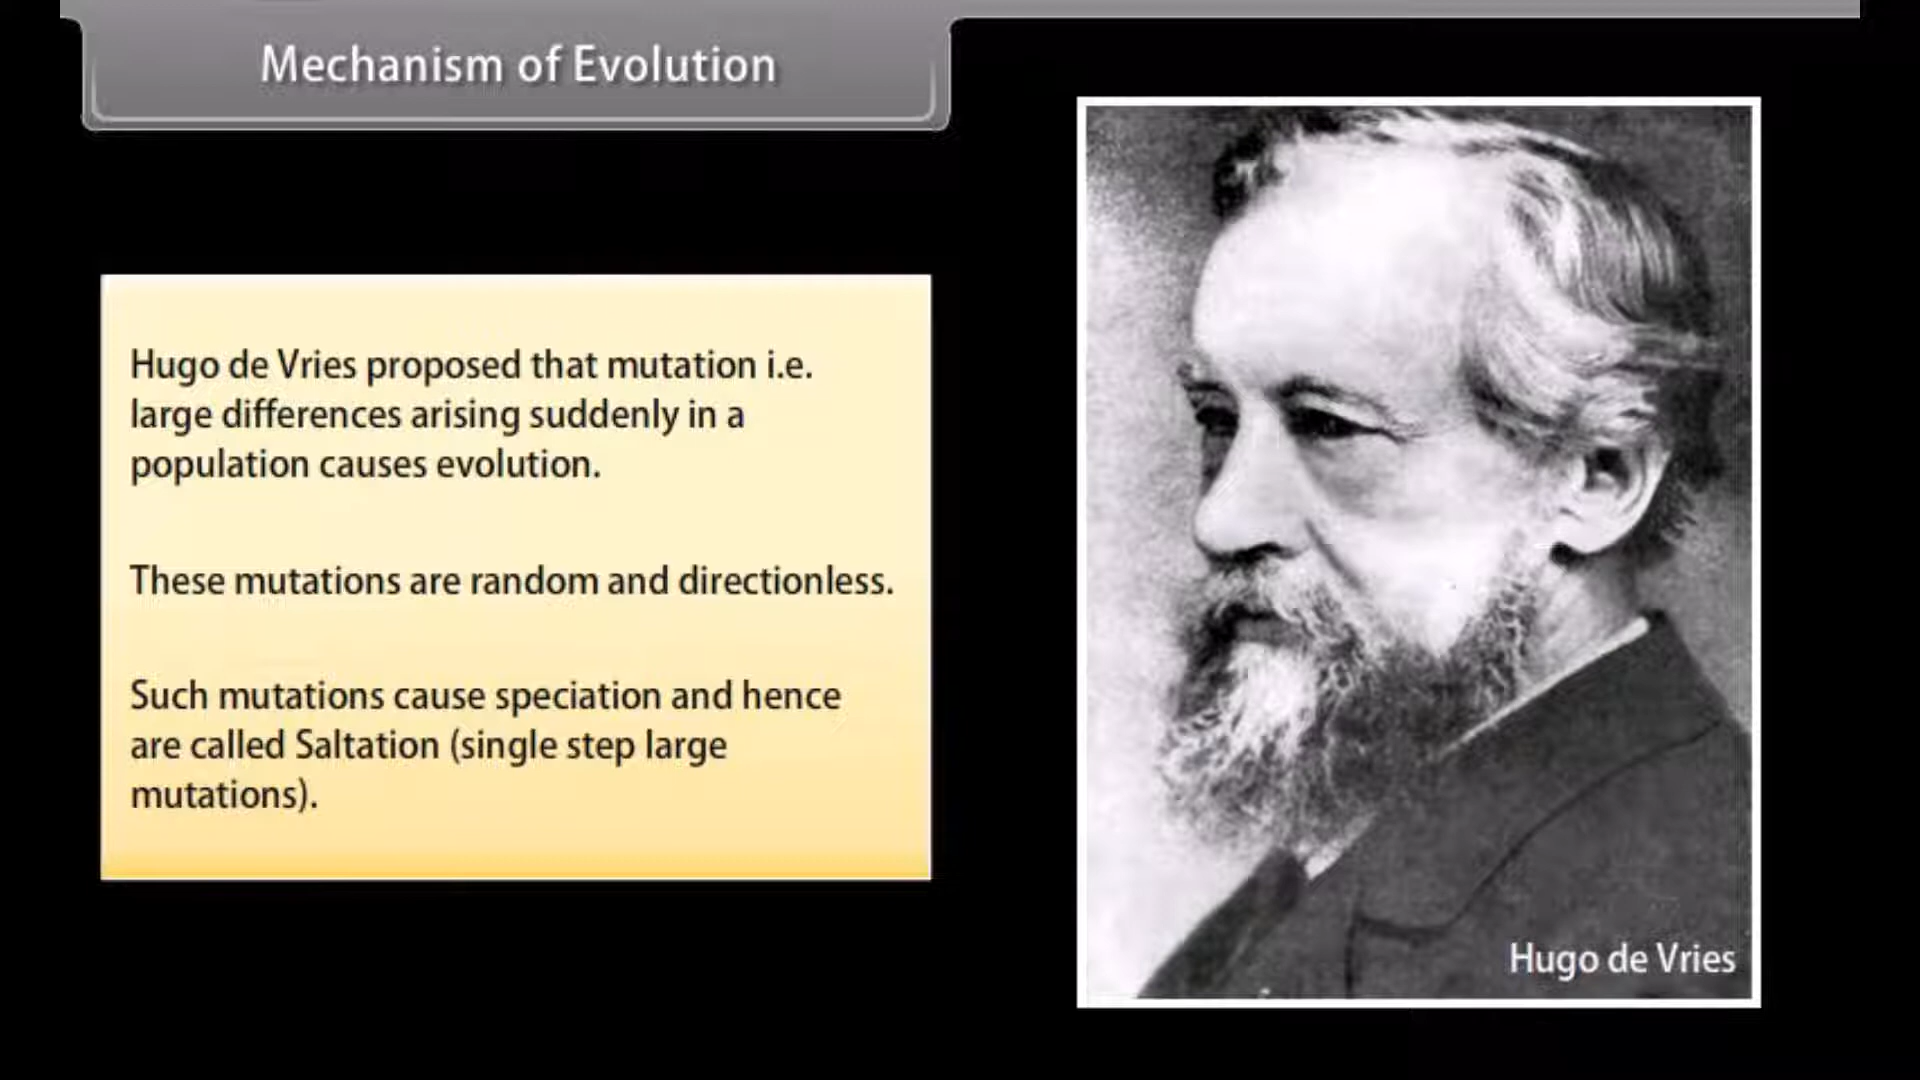 Mechanism of Evolution
Hugo de Vries proposed that mutation i.e.
large differences arising suddenly in a
population causes evolution.
These mutations are random and directionless.
Such mutations cause speciation and hence
are called Saltation (single step large
mutations).
Hugo de Vries